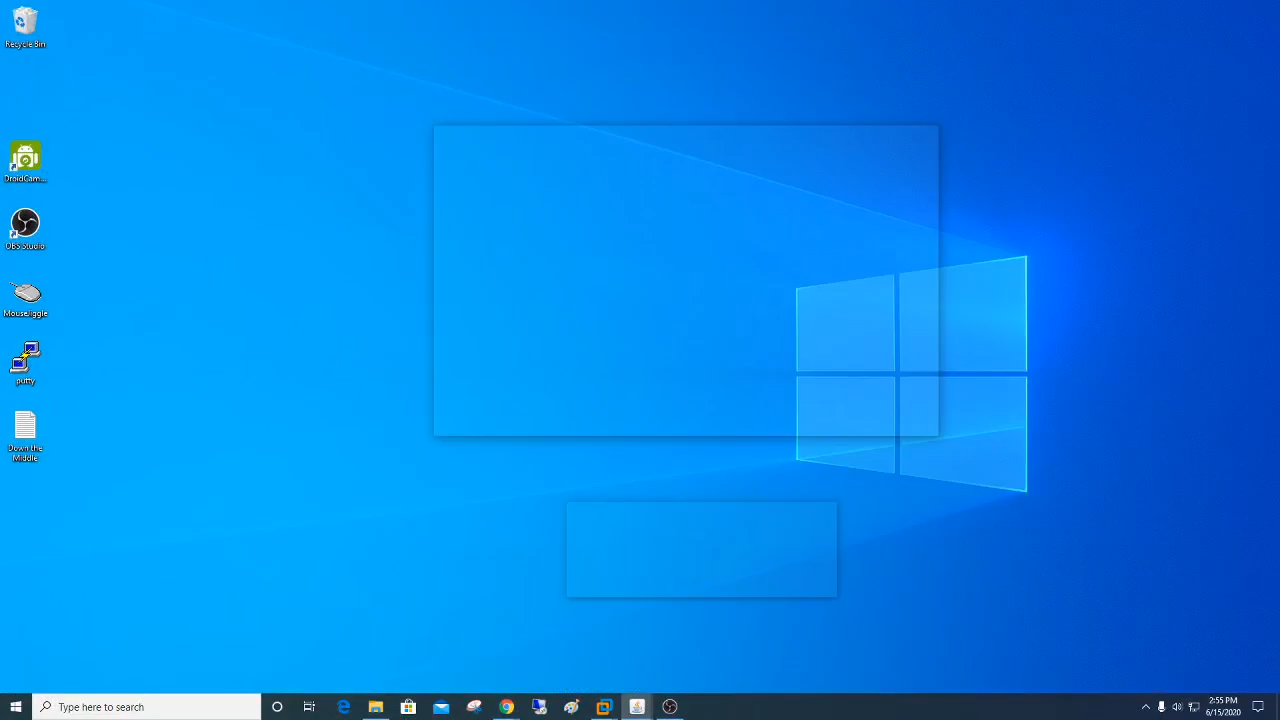 Recycle Bin
DroidCam...
OBS Studio
MouseJiggle
putty
Down the
Middle
Type here to search
2:55 PM
6/15/2020